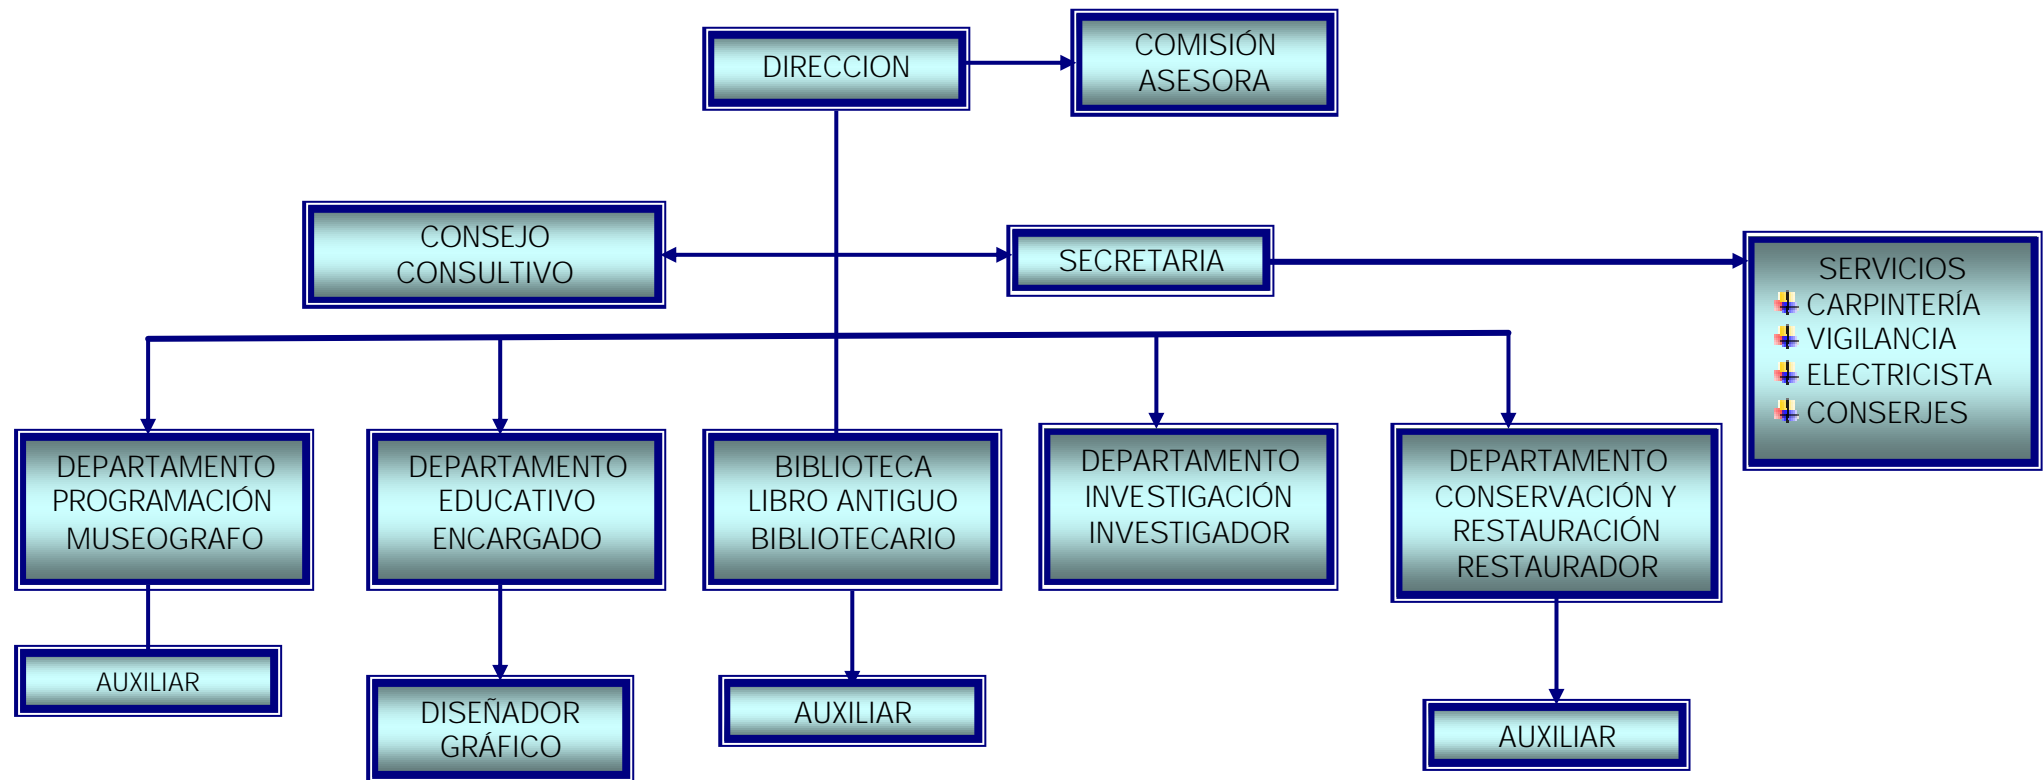 DIRECCION
COMISIÓN
ASESORA
CONSEJO
CONSULTIVO
SECRETARIA
SERVICIOS
CARPINTERÍA
VIGILANCIA
ELECTRICISTA
CONSERJES
DEPARTAMENTO
PROGRAMACIÓN
MUSEOGRAFO
DEPARTAMENTO
EDUCATIVO
ENCARGADO
BIBLIOTECA
LIBRO ANTIGUO
BIBLIOTECARIO
DEPARTAMENTO
INVESTIGACIÓN
INVESTIGADOR
DEPARTAMENTO
CONSERVACIÓN Y
RESTAURACIÓN
RESTAURADOR
AUXILIAR
DISEÑADOR
GRÁFICO
AUXILIAR
AUXILIAR